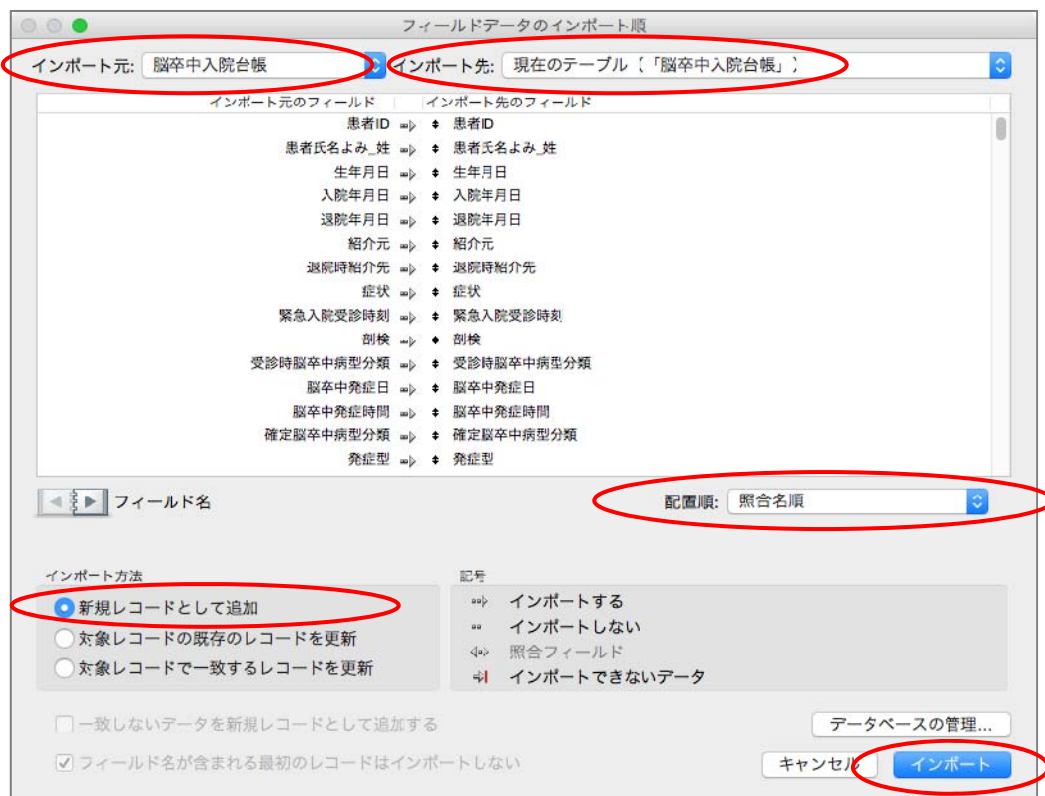 フィールドデータのインポート順
インポート元: 脳卒中入院台帳 インポート先: 現在のテーブル（「脳卒中入院台帳」）
インポート元のフィールド インポート先のフィールド
患者ID 患者ID
患者氏名よみ_姓 患者氏名よみ_姓
生年月日 生年月日
入院年月日 入院年月日
退院年月日 退院年月日
紹介元 紹介元
退院時紹介先 退院時紹介先
症状 症状
緊急入院受診時刻 緊急入院受診時刻
剖検 剖検
受診時脳卒中病型分類 受診時脳卒中病型分類
脳卒中発症日 脳卒中発症日
脳卒中発症時間 脳卒中発症時間
確定脳卒中病型分類 確定脳卒中病型分類
発症型 発症型
フィールド名 配置順: 照合名順
インポート方法
新規レコードとして追加
対象レコードの既存のレコードを更新
対象レコードで一致するレコードを更新
記号
インポートする
インポートしない
照合フィールド
インポートできないデータ
一致しないデータを新規レコードとして追加する
データベースの管理...
フィールド名が含まれる最初のレコードはインポートしない
キャンセル インポート